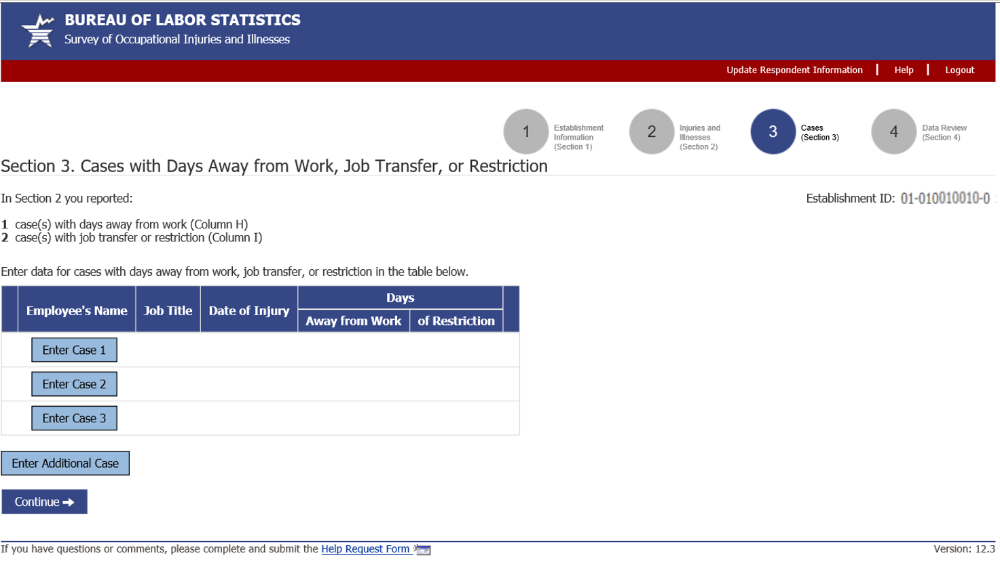 BUREAU OF LABOR STATISTICS
Survey of Occupational Injuries and Illnesses
Update Respondent Information | Help | Logout
1 Establishment Information (Section 1)
2 Injuries and Illnesses (Section 2)
3 Cases (Section 3)
4 Data Review (Section 4)
Section 3. Cases with Days Away from Work, Job Transfer, or Restriction
In Section 2 you reported:
Establishment ID: 01-010010010-0
1 case(s) with days away from work (Column H)
2 case(s) with job transfer or restriction (Column I)
Enter data for cases with days away from work, job transfer, or restriction in the table below.
Employee's Name Job Title Date of Injury Days
Away from Work of Restriction
Enter Case 1
Enter Case 2
Enter Case 3
Enter Additional Case
Continue
If you have questions or comments, please complete and submit the Help Request Form
Version: 12.3